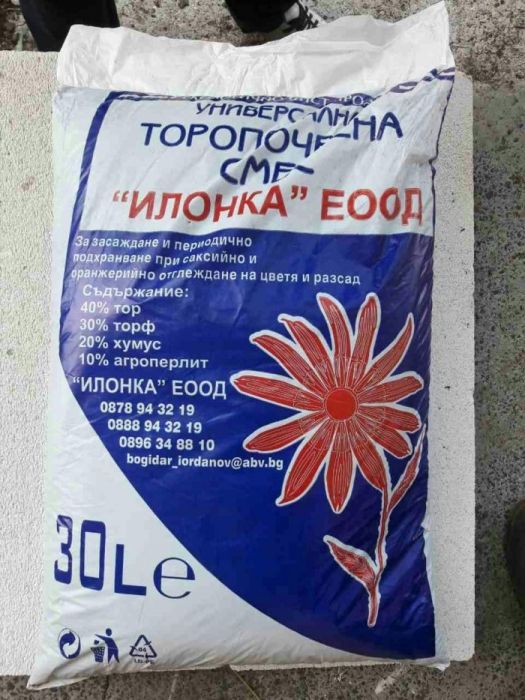 УНИВЕРСАЛНА
ТОРОПОЧВЕНА
СМЕС
“ИЛОНКА” ЕООД
За засаждане и периодично
подхранване при саксийно и
оранжерийно отглеждане на цветя и разсад
Съдържание:
40% тор
30% торф
20% хумус
10% агроперлит
“ИЛОНКА” ЕООД
0878 94 32 19
0888 94 32 19
0896 34 88 10
bogidar_iordanov@abv.bg
30Le
04